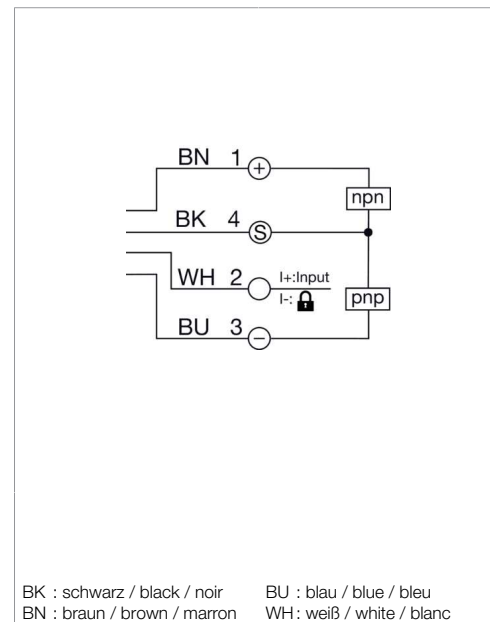 BN 1 +
npn
BK 4 S
WH 2 I+:Input
I-:
pnp
BU 3 −
BK : schwarz / black / noir BU : blau / blue / bleu
BN : braun / brown / marron WH : weiß / white / blanc